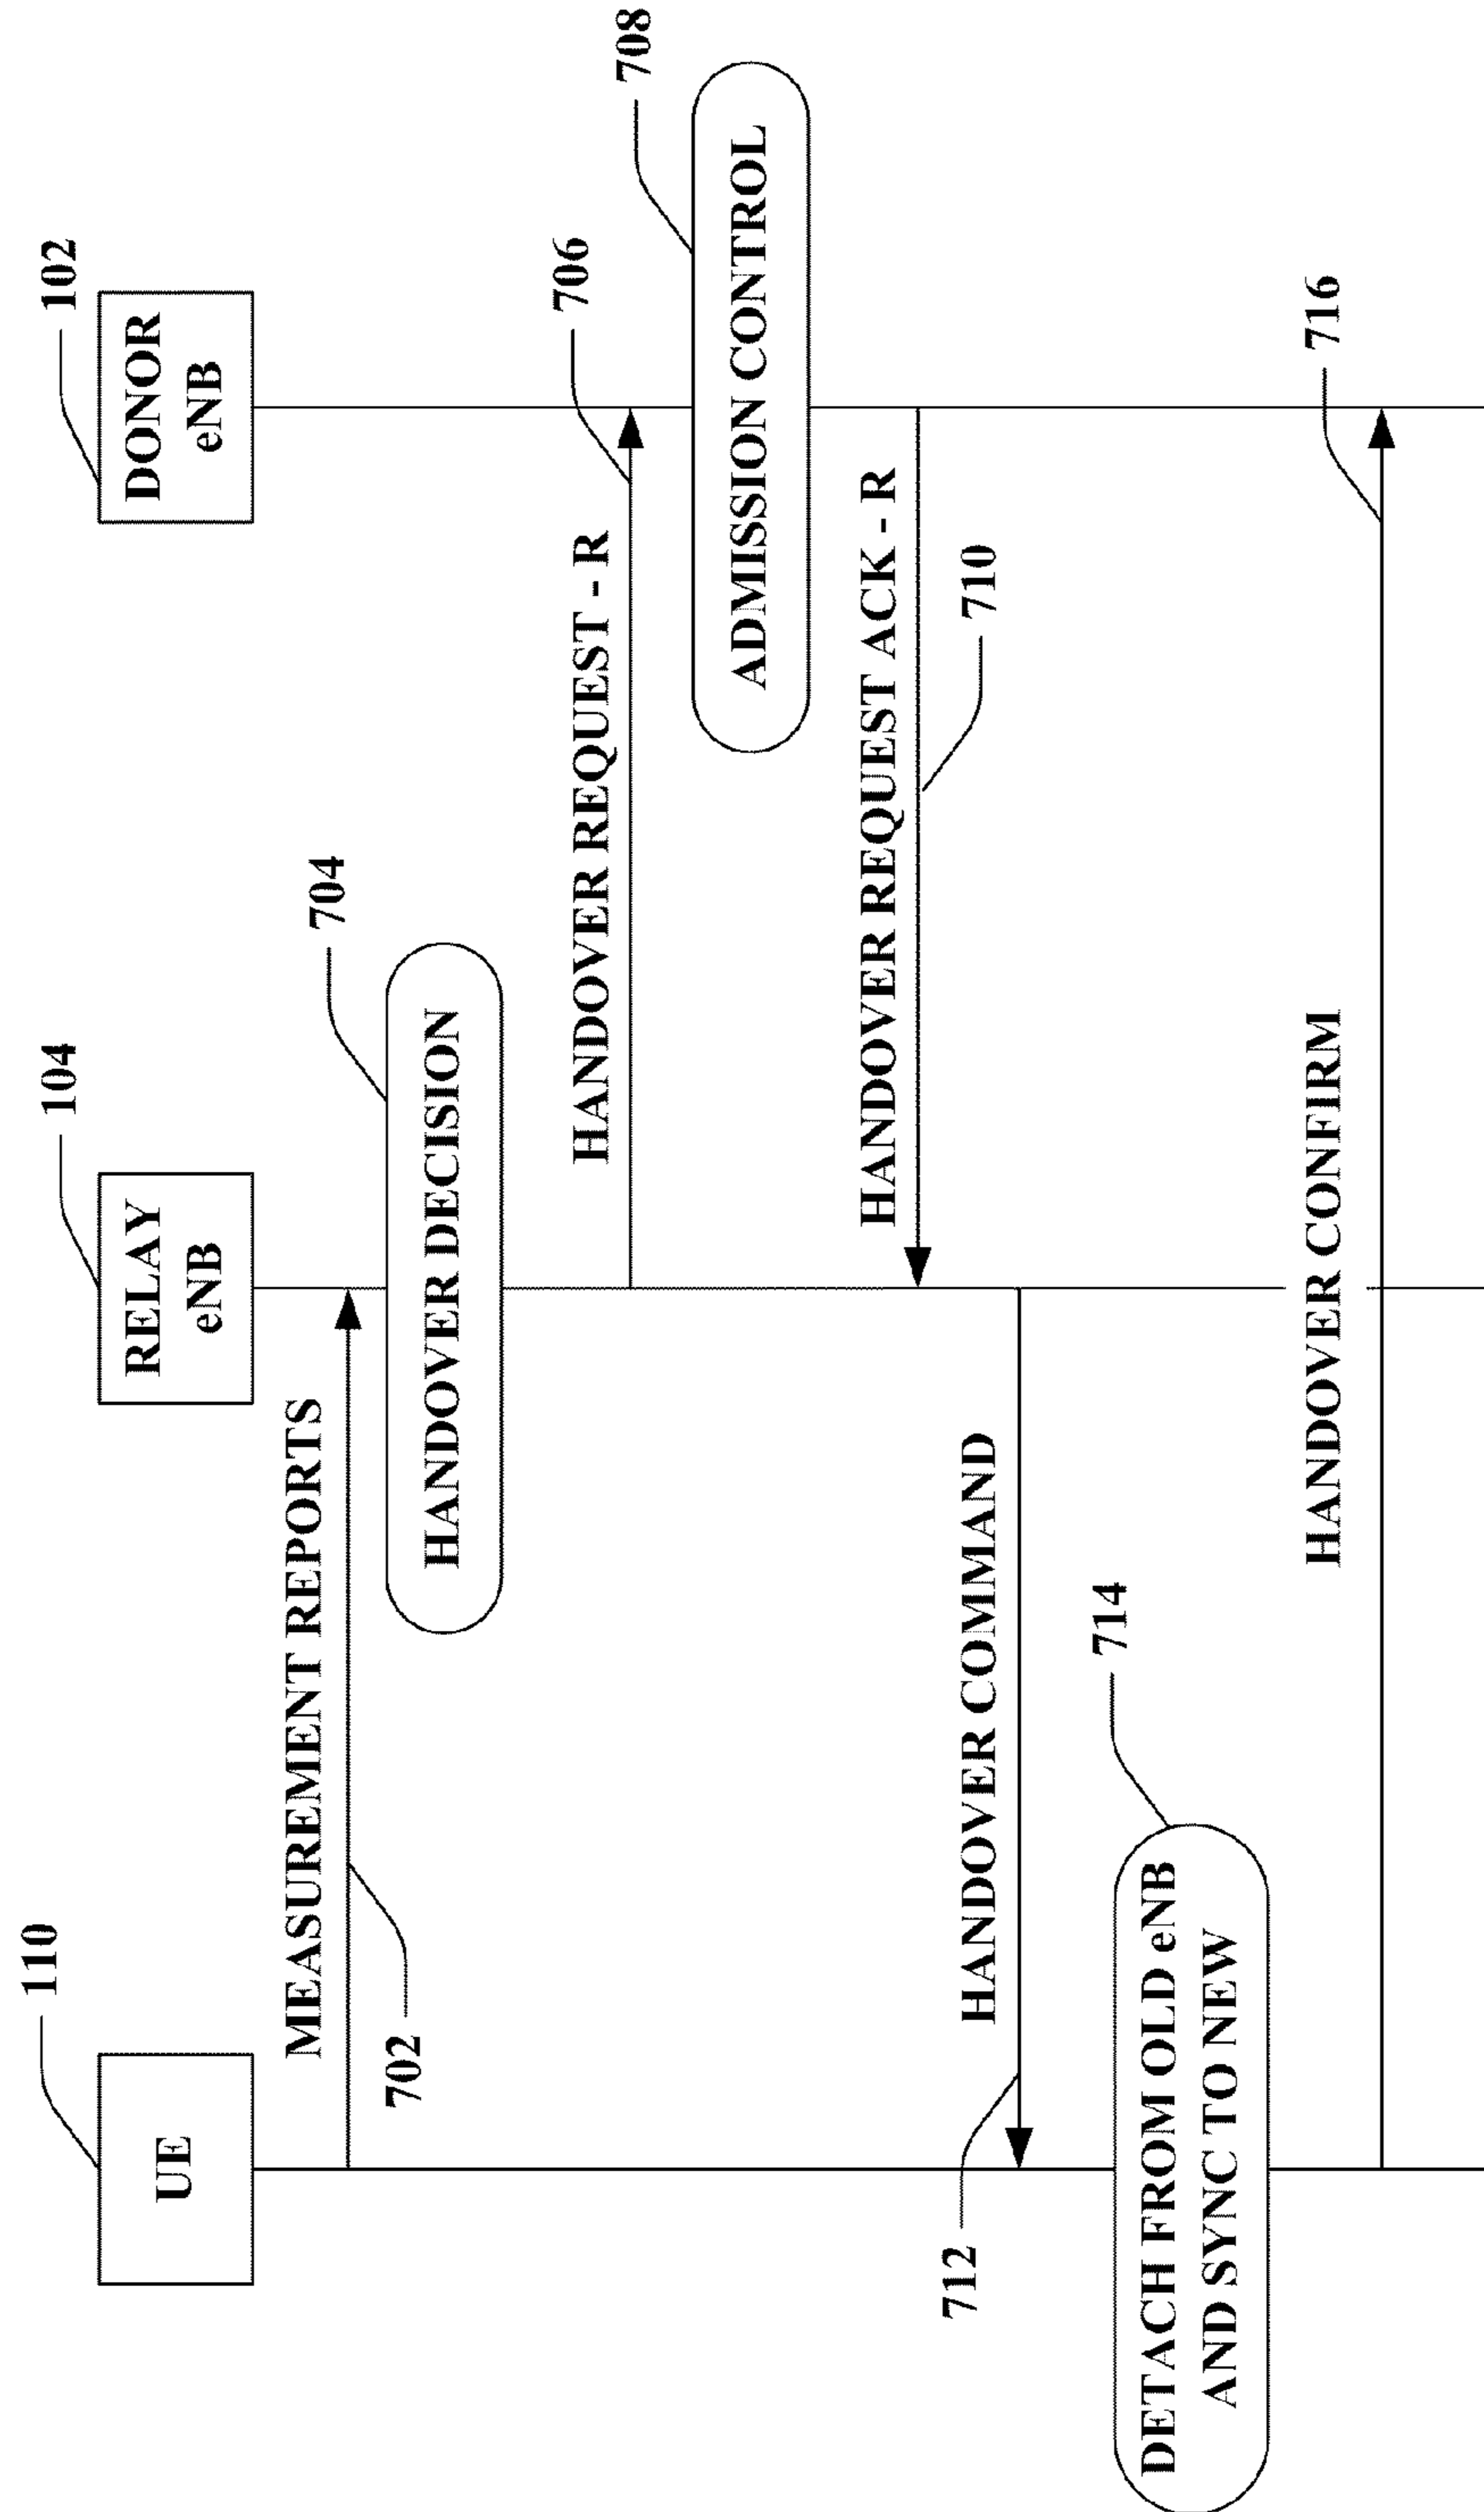 110
UE
104
RELAY
eNB
102
DONOR
eNB
MEASUREMENT REPORTS
702
704
HANDOVER DECISION
HANDOVER REQUEST - R
706
708
ADMISSION CONTROL
HANDOVER REQUEST ACK - R
710
HANDOVER COMMAND
712
714
DETACH FROM OLD eNB
AND SYNC TO NEW
HANDOVER CONFIRM
716